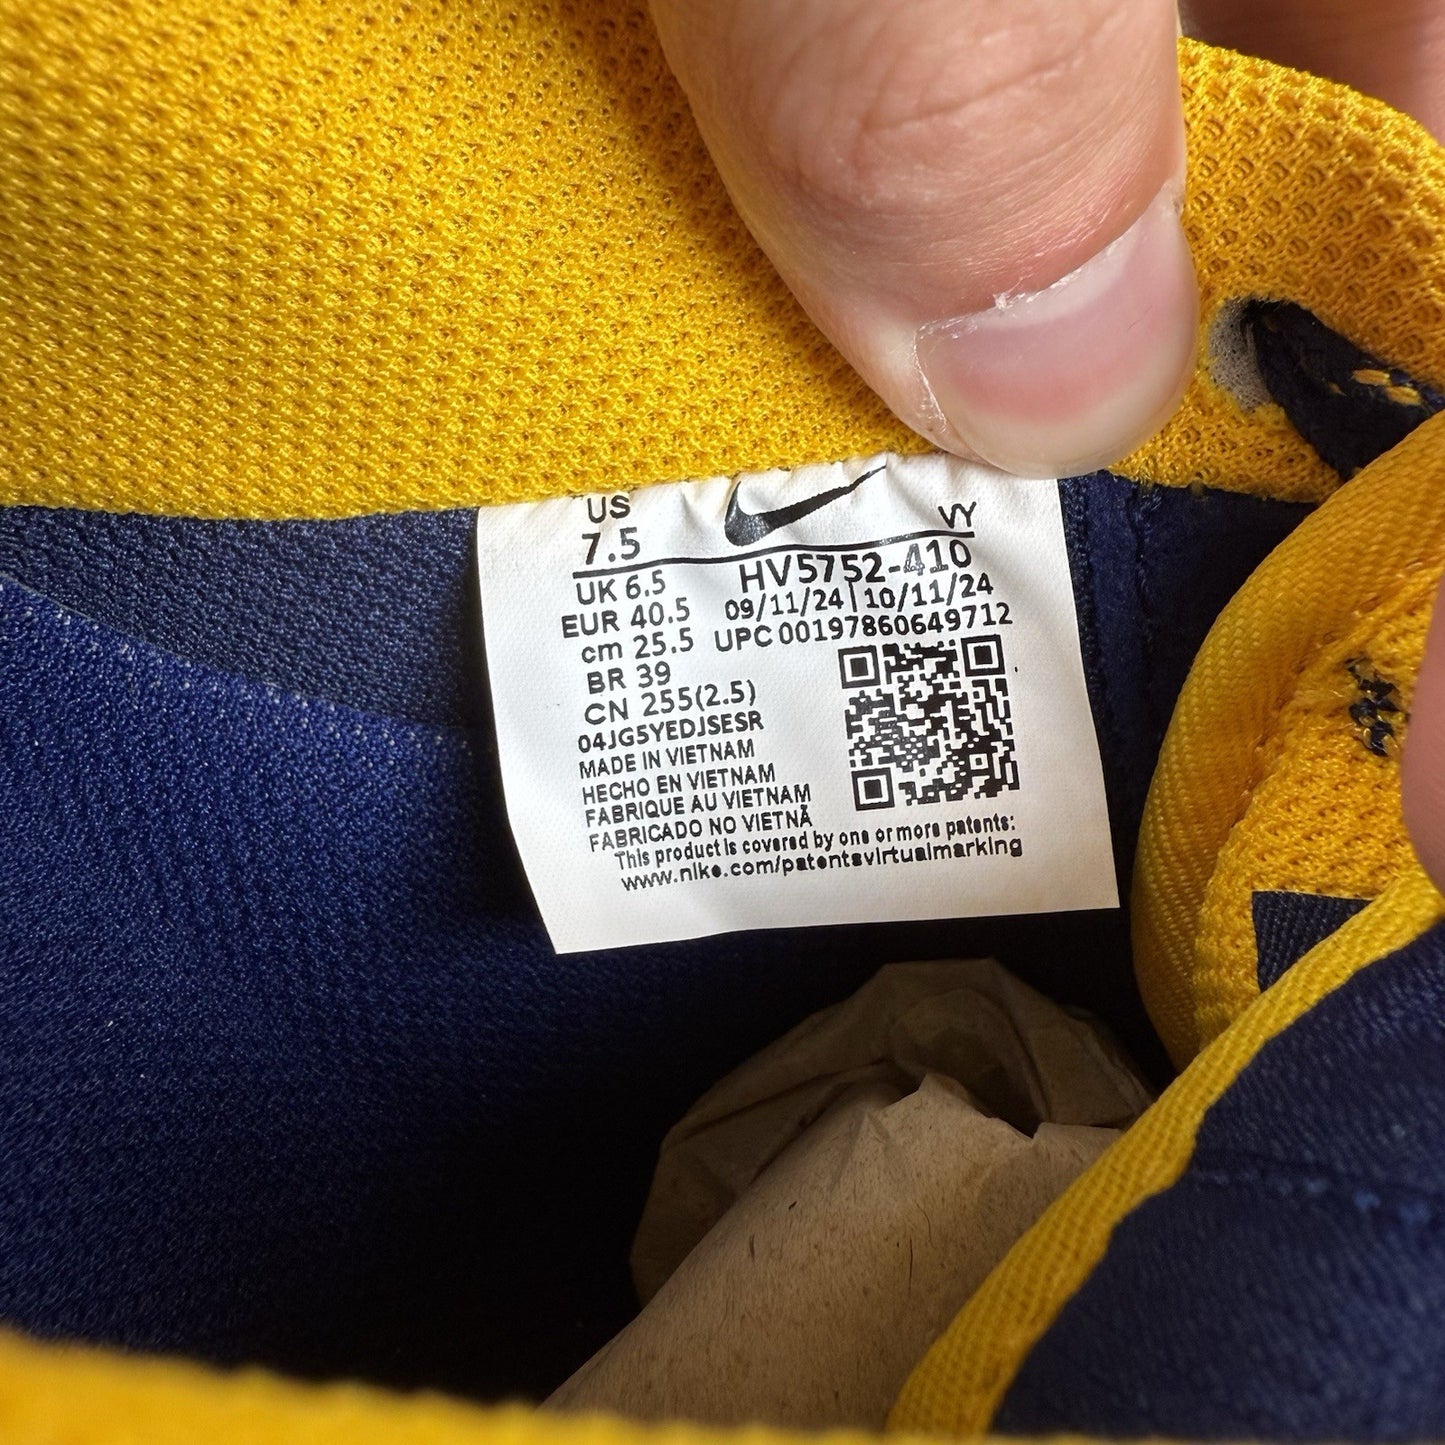 US
7.5
VY
UK 6.5
HV5752-410
EUR 40.5
09/11/24|10/11/24
cm 25.5
UPC 00197860649712
BR 39
CN 255(2.5)
04JG5YEDJSESR
MADE IN VIETNAM
HECHO EN VIETNAM
FABRIQUE AU VIETNAM
FABRICADO NO VIETNÃ
This product is covered by one or more patents:
www.nike.com/patentsvirtualmarking